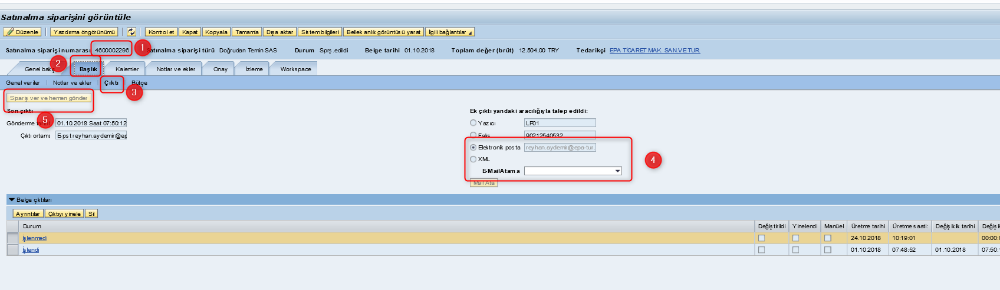 Satınalma siparişini görüntüle
Düzenle Yazdırma öngörünümü Kontrol et Kapat Kopyala Tamamla Dışa aktar Sistem bilgileri Bellek anlık görüntüsü yarat İlgili bağlantılar
1
Satınalma siparişi numarası 4600002296 Satınalma siparişi türü Doğrudan Temin SAS Durum Sprş.edildi Belge tarihi 01.10.2018 Toplam değer (brüt) 12.504,00 TRY Tedarikçi EPA TİCARET MAK. SAN.VE TUR.
2
Genel bakış Başlık Kalemler Notlar ve ekler Onay İzleme Workspace
Genel veriler Notlar ve ekler Çıktı Bütçe
3
Sipariş ver ve hemen gönder
Son çıktı Ek çıktı yandaki aracılığıyla talep edildi:
5
Gönderme tarihi 01.10.2018 Saat 07:50:12 Yazıcı LP01
Çıktı ortamı: E-pst reyhan.aydemir@ep Faks 90212540532
Elektronik posta reyhan.aydemir@epa-tur.
XML
4
E-MailAtama
Mail Ata
Belge çıktıları
Ayrıntılar Çıktıyı yinele Sil
Durum Değiştirildi Yinelendi Manüel Üretme tarihi Üretme saati: Değişiklik tarihi Değişik
İşlenmedi 24.10.2018 10:19:01 00:00:0
İşlendi 01.10.2018 07:48:52 01.10.2018 07:50: